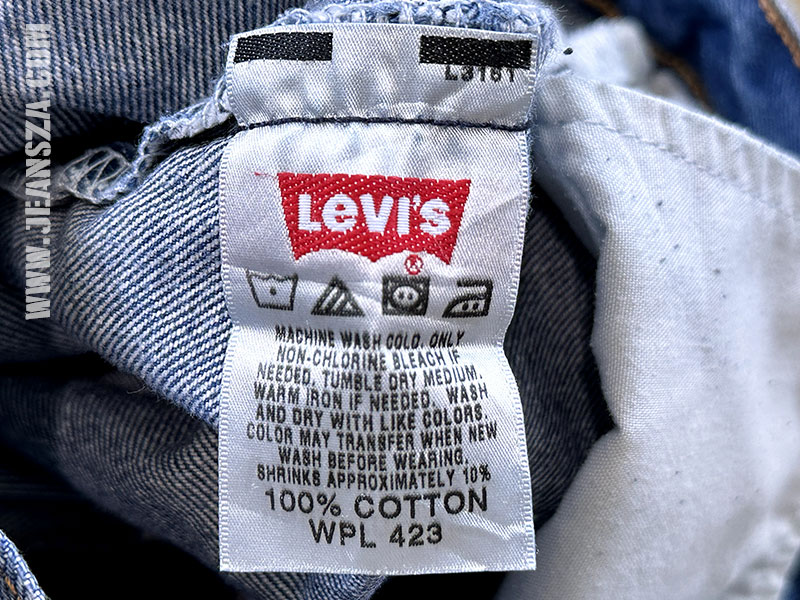 L3181
LEVI'S
®
MACHINE WASH COLD, ONLY
NON-CHLORINE BLEACH IF
NEEDED, TUMBLE DRY MEDIUM,
WARM IRON IF NEEDED. WASH
AND DRY WITH LIKE COLORS.
COLOR MAY TRANSFER WHEN NEW
WASH BEFORE WEARING.
SHRINKS APPROXIMATELY 10%
100% COTTON
WPL 423
WWW.JEANSZA.COM